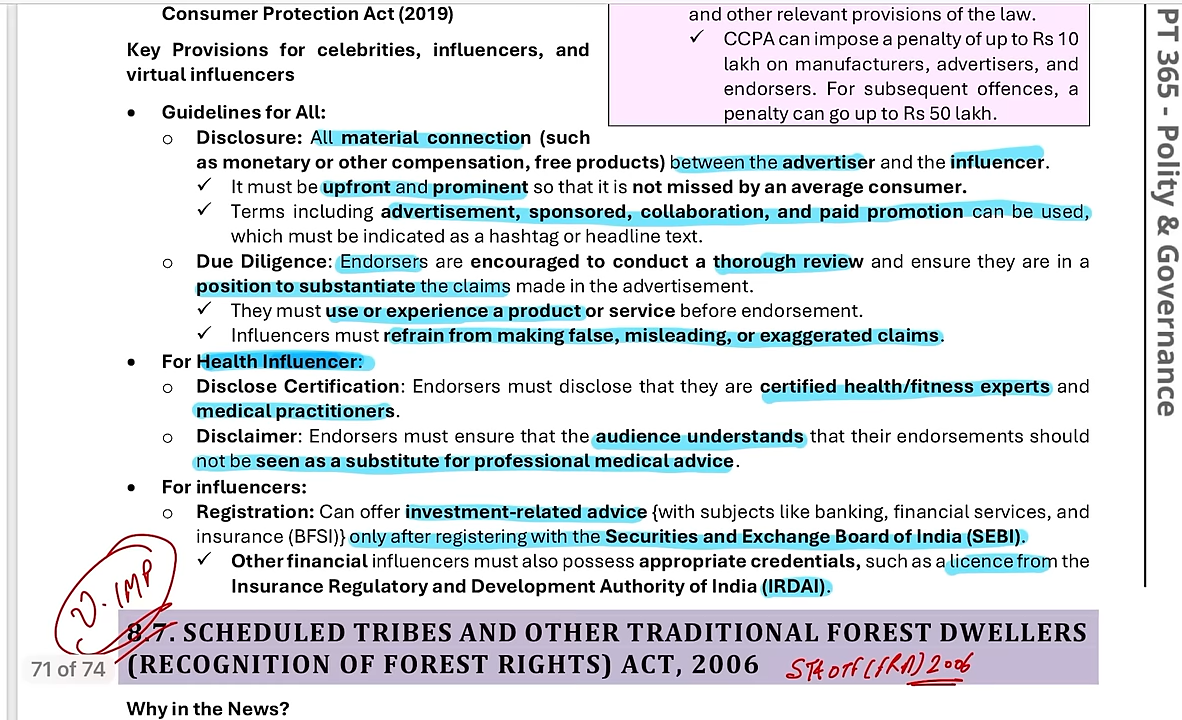 Consumer Protection Act (2019)
Key Provisions for celebrities, influencers, and
virtual influencers
and other relevant provisions of the law.
✓ CCPA can impose a penalty of up to Rs 10
lakh on manufacturers, advertisers, and
endorsers. For subsequent offences, a
penalty can go up to Rs 50 lakh.
• Guidelines for All:
o Disclosure: All material connection (such
as monetary or other compensation, free products) between the advertiser and the influencer.
✓ It must be upfront and prominent so that it is not missed by an average consumer.
✓ Terms including advertisement, sponsored, collaboration, and paid promotion can be used,
which must be indicated as a hashtag or headline text.
o Due Diligence: Endorsers are encouraged to conduct a thorough review and ensure they are in a
position to substantiate the claims made in the advertisement.
✓ They must use or experience a product or service before endorsement.
✓ Influencers must refrain from making false, misleading, or exaggerated claims.
• For Health Influencer:
o Disclose Certification: Endorsers must disclose that they are certified health/fitness experts and
medical practitioners.
o Disclaimer: Endorsers must ensure that the audience understands that their endorsements should
not be seen as a substitute for professional medical advice.
• For influencers:
o Registration: Can offer investment-related advice {with subjects like banking, financial services, and
insurance (BFSI)} only after registering with the Securities and Exchange Board of India (SEBI).
✓ Other financial influencers must also possess appropriate credentials, such as a licence from the
Insurance Regulatory and Development Authority of India (IRDAI).
V. IMP
8.7. SCHEDULED TRIBES AND OTHER TRADITIONAL FOREST DWELLERS
(RECOGNITION OF FOREST RIGHTS) ACT, 2006
(FRA) 2006
71 of 74
Why in the News?
PT 365 - Polity & Governance